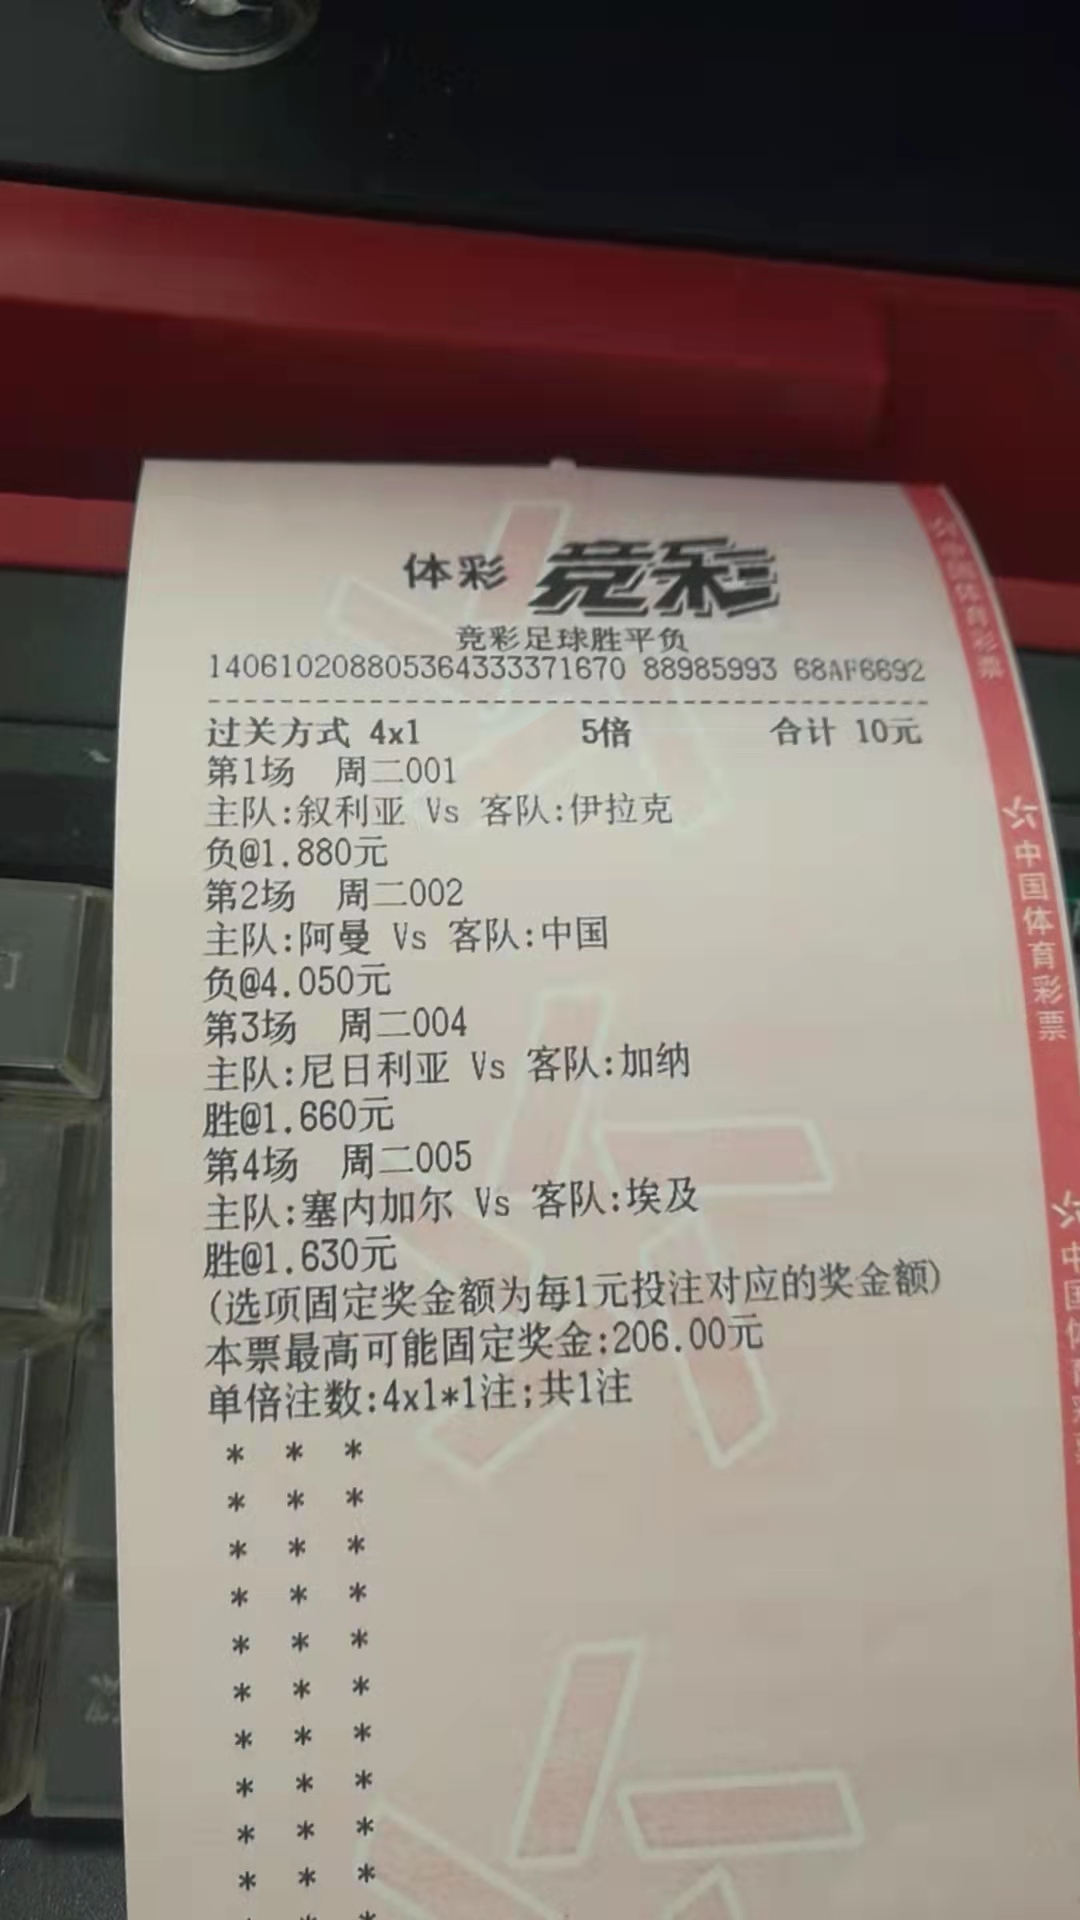 体彩 竞彩
竞彩足球胜平负
140610208805364333371670 88985993 68AF6692
过关方式 4x1 5倍 合计 10元
第1场 周二001
主队:叙利亚 Vs 客队:伊拉克
负@1.880元
第2场 周二002
主队:阿曼 Vs 客队:中国
负@4.050元
第3场 周二004
主队:尼日利亚 Vs 客队:加纳
胜@1.660元
第4场 周二005
主队:塞内加尔 Vs 客队:埃及
胜@1.630元
(选项固定奖金额为每1元投注对应的奖金额)
本票最高可能固定奖金:206.00元
单倍注数:4x1*1注;共1注
* * *
* * *
* * *
* * *
* * *
* * *
* * *
* * *
* * *
* * *
* * *
中国体育彩票
中国体育彩票